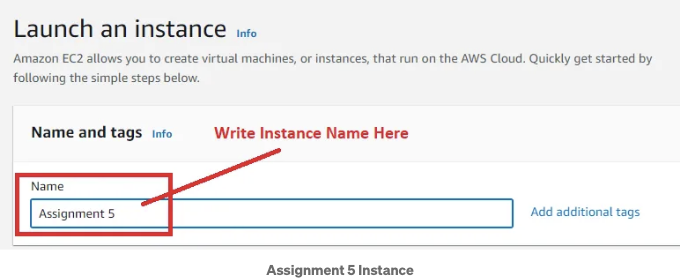 Launch an instance Info
Amazon EC2 allows you to create virtual machines, or instances, that run on the AWS Cloud. Quickly get started by
following the simple steps below.
Name and tags Info Write Instance Name Here
Name
Assignment 5 Add additional tags
Assignment 5 Instance